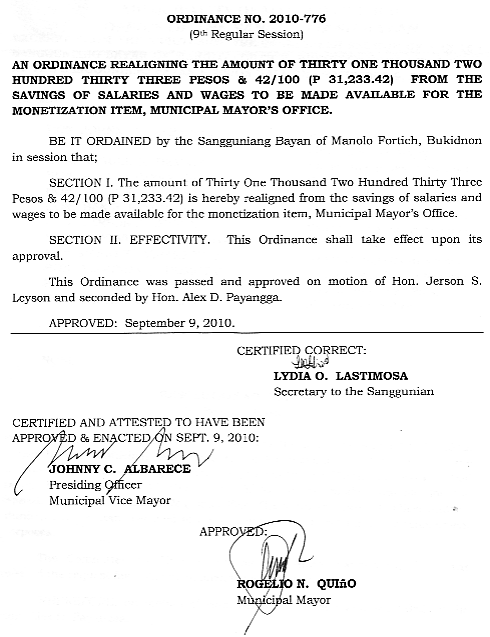 ORDINANCE NO. 2010-776
(9th Regular Session)
AN ORDINANCE REALIGNING THE AMOUNT OF THIRTY ONE THOUSAND TWO
HUNDRED THIRTY THREE PESOS & 42/100 (P 31,233.42) FROM THE
SAVINGS OF SALARIES AND WAGES TO BE MADE AVAILABLE FOR THE
MONETIZATION ITEM, MUNICIPAL MAYOR'S OFFICE.
BE IT ORDAINED by the Sangguniang Bayan of Manolo Fortich, Bukidnon
in session that;
SECTION I. The amount of Thirty One Thousand Two Hundred Thirty Three
Pesos & 42/100 (P 31,233.42) is hereby realigned from the savings of salaries and
wages to be made available for the monetization item, Municipal Mayor's Office.
SECTION II. EFFECTIVITY. This Ordinance shall take effect upon its
approval.
This Ordinance was passed and approved on motion of Hon. Jerson S.
Leyson and seconded by Hon. Alex D. Payangga.
APPROVED: September 9, 2010.
CERTIFIED CORRECT:
LYDIA O. LASTIMOSA
Secretary to the Sanggunian
CERTIFIED AND ATTESTED TO HAVE BEEN
APPROVED & ENACTED ON SEPT. 9, 2010:
JOHNNY C. ALBARECE
Presiding Officer
Municipal Vice Mayor
APPROVED:
ROGELIO N. QUIñO
Municipal Mayor